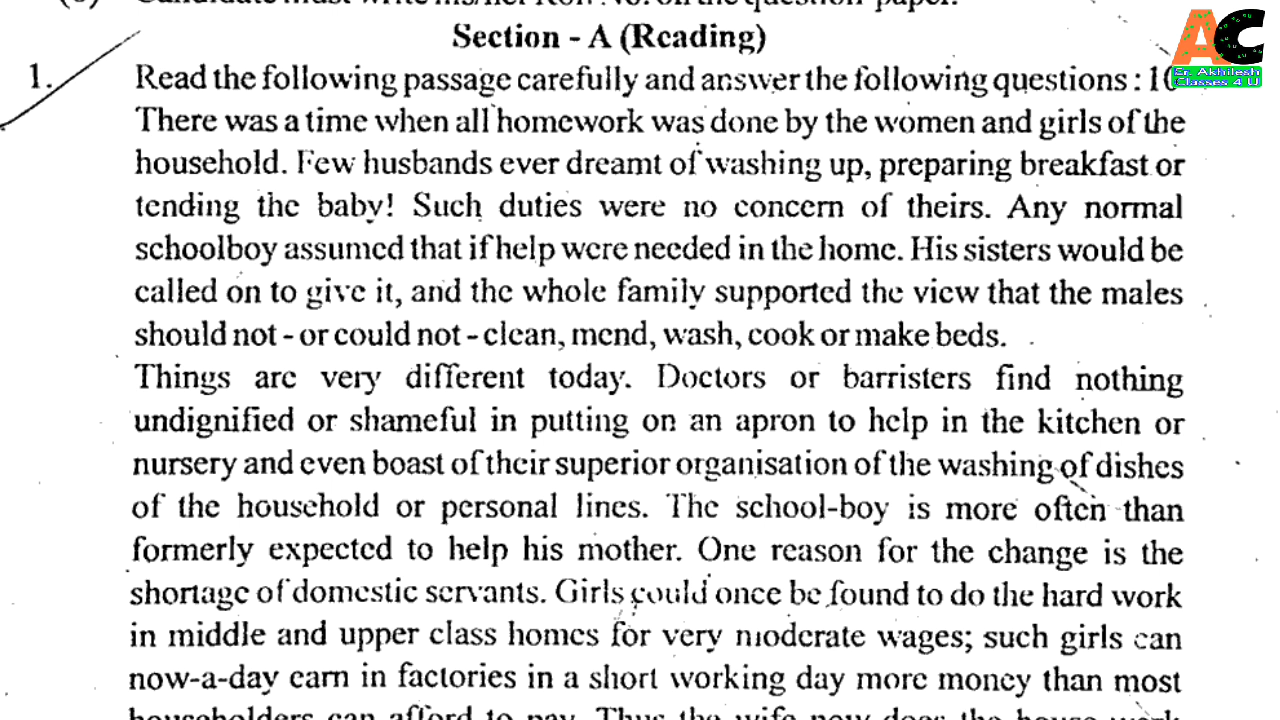 Candidate must write his/her Roll No. on the question-paper.
Section - A (Reading)
1. Read the following passage carefully and answer the following questions : 10
There was a time when all homework was done by the women and girls of the
household. Few husbands ever dreamt of washing up, preparing breakfast or
tending the baby! Such duties were no concern of theirs. Any normal
schoolboy assumed that if help were needed in the home. His sisters would be
called on to give it, and the whole family supported the view that the males
should not - or could not - clean, mend, wash, cook or make beds.
Things are very different today. Doctors or barristers find nothing
undignified or shameful in putting on an apron to help in the kitchen or
nursery and even boast of their superior organisation of the washing of dishes
of the household or personal lines. The school-boy is more often than
formerly expected to help his mother. One reason for the change is the
shortage of domestic servants. Girls could once be found to do the hard work
in middle and upper class homes for very moderate wages; such girls can
now-a-day earn in factories in a short working day more money than most
householders can afford to pay. Thus the wife now does the house work
AC
Er. Akhilesh
Classes 4 U